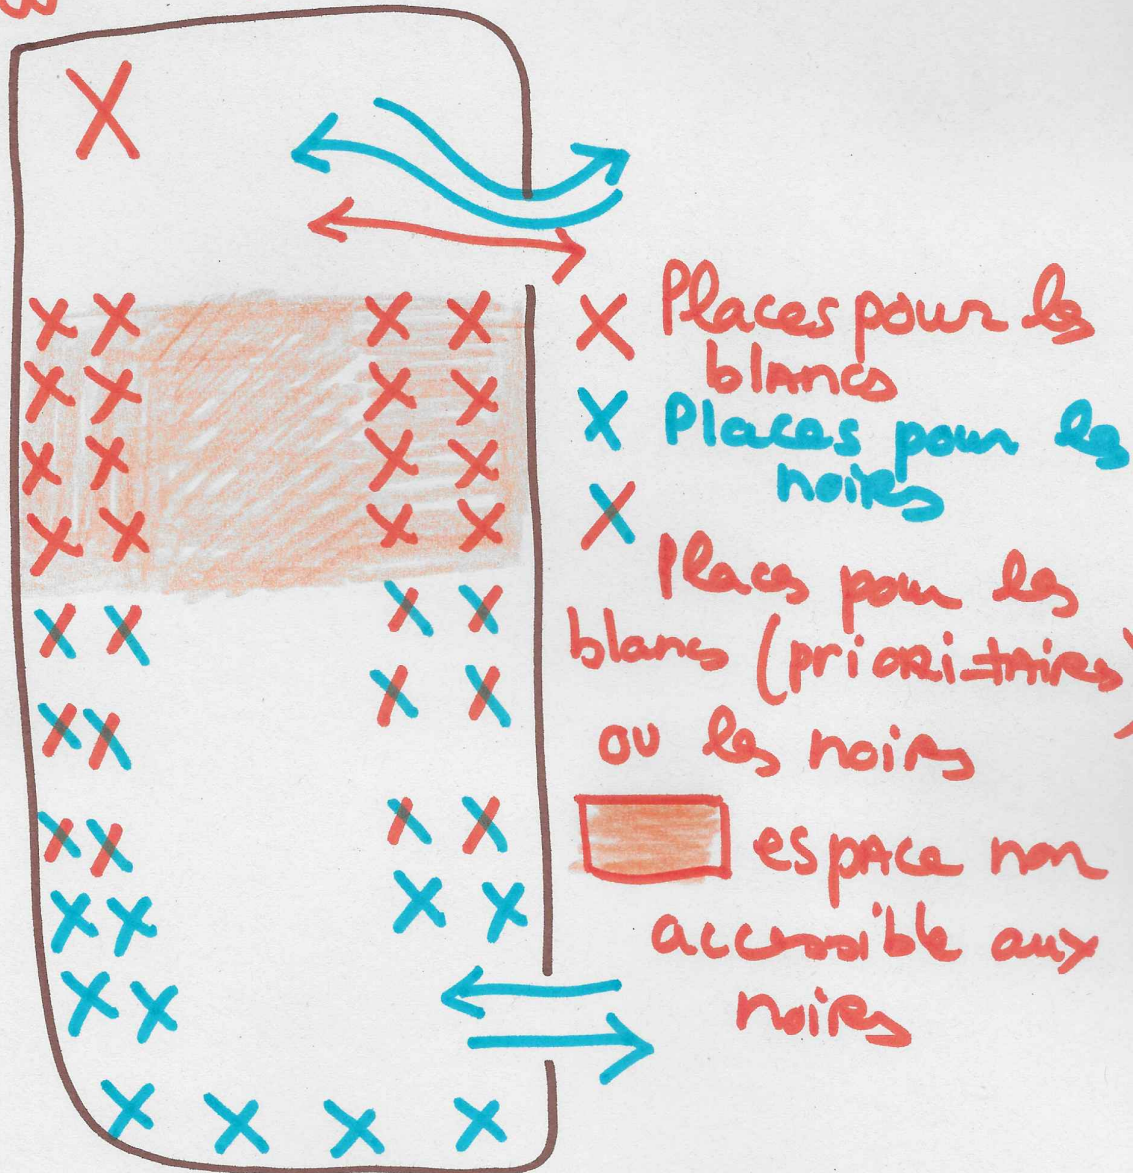 Places pour les
blancs
Places pour les
noirs
Places pour les
blancs (prioritaires)
ou les noirs
espace non
accessible aux
noirs